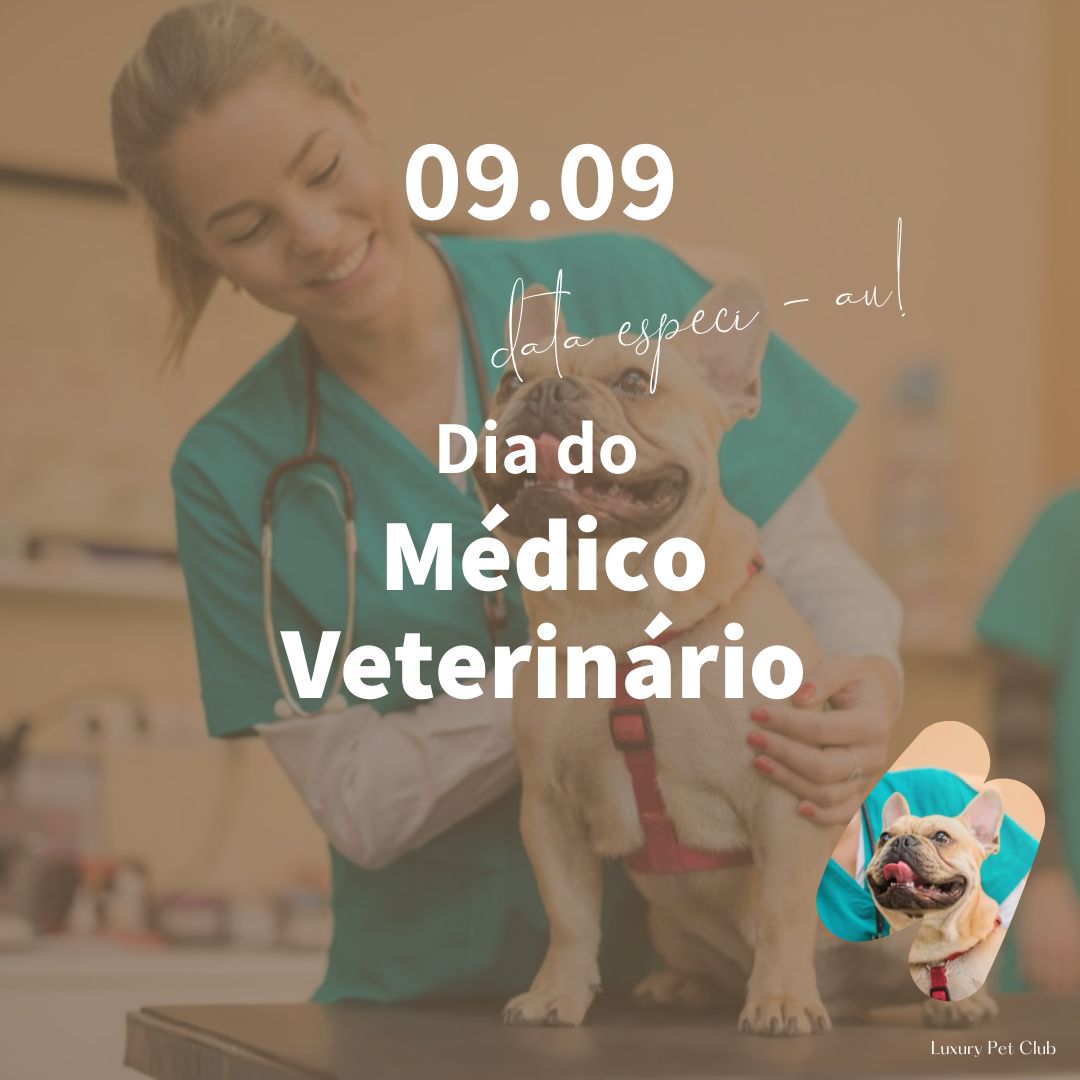 09.09
data especi - au!
Dia do
Médico
Veterinário
Luxury Pet Club